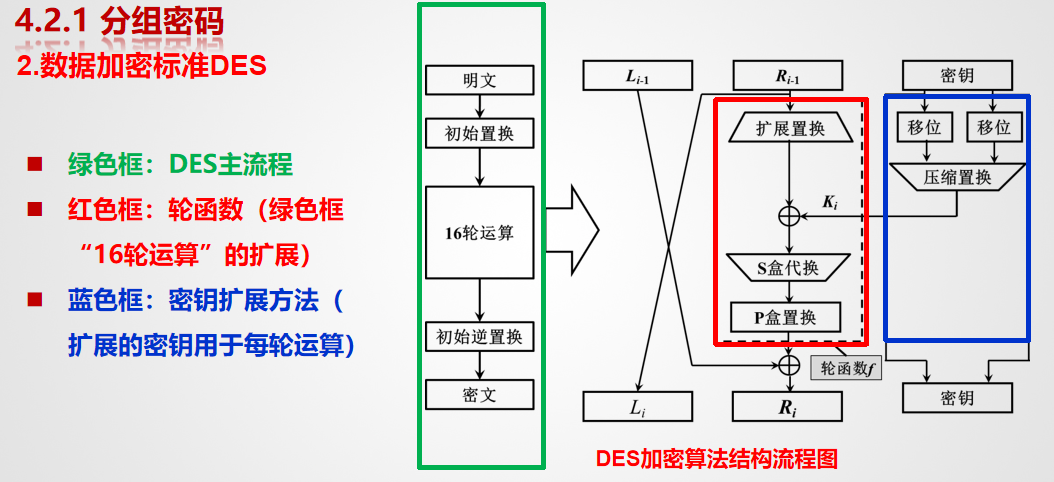 4.2.1 分组密码
2.数据加密标准DES
绿色框：DES主流程
红色框：轮函数（绿色框
“16轮运算”的扩展）
蓝色框：密钥扩展方法（
扩展的密钥用于每轮运算）
明文
初始置换
16轮运算
初始逆置换
密文
Li-1
Ri-1
密钥
扩展置换
移位
移位
压缩置换
Ki
S盒代换
P盒置换
轮函数f
Li
Ri
密钥
DES加密算法结构流程图